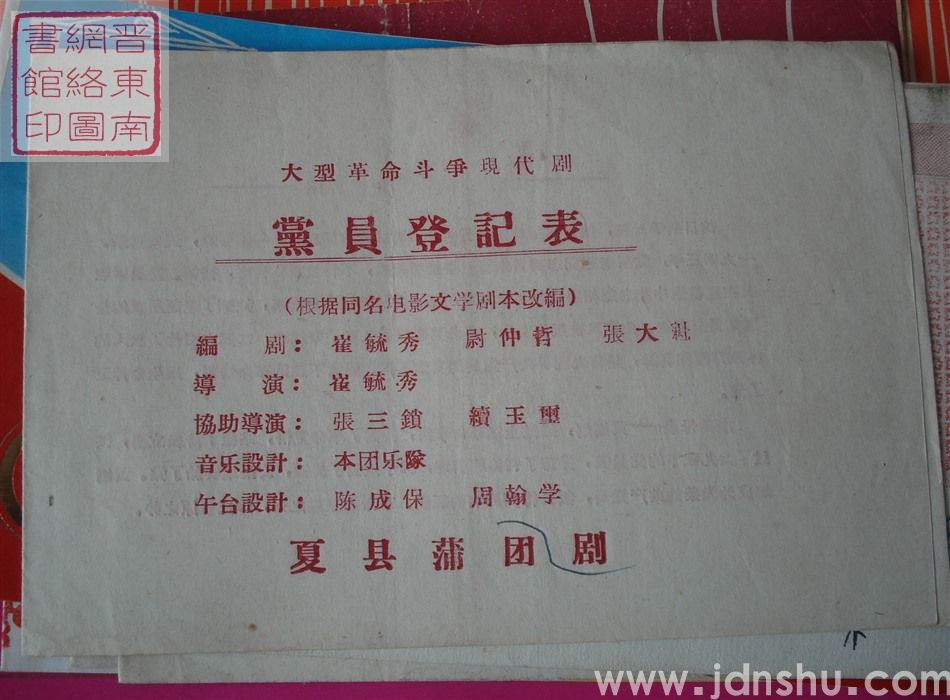 晋東南
網絡圖
書館印
大型革命斗爭現代劇
黨員登記表
（根据同名电影文学剧本改編）
編　剧：崔毓秀　尉仲哲　張大
導　演：崔毓秀
協助導演：張三鎖　續玉璽
音乐設計：本团乐隊
午台設計：陈成保　周翰学
夏县蒲团剧
www.jdnshu.com